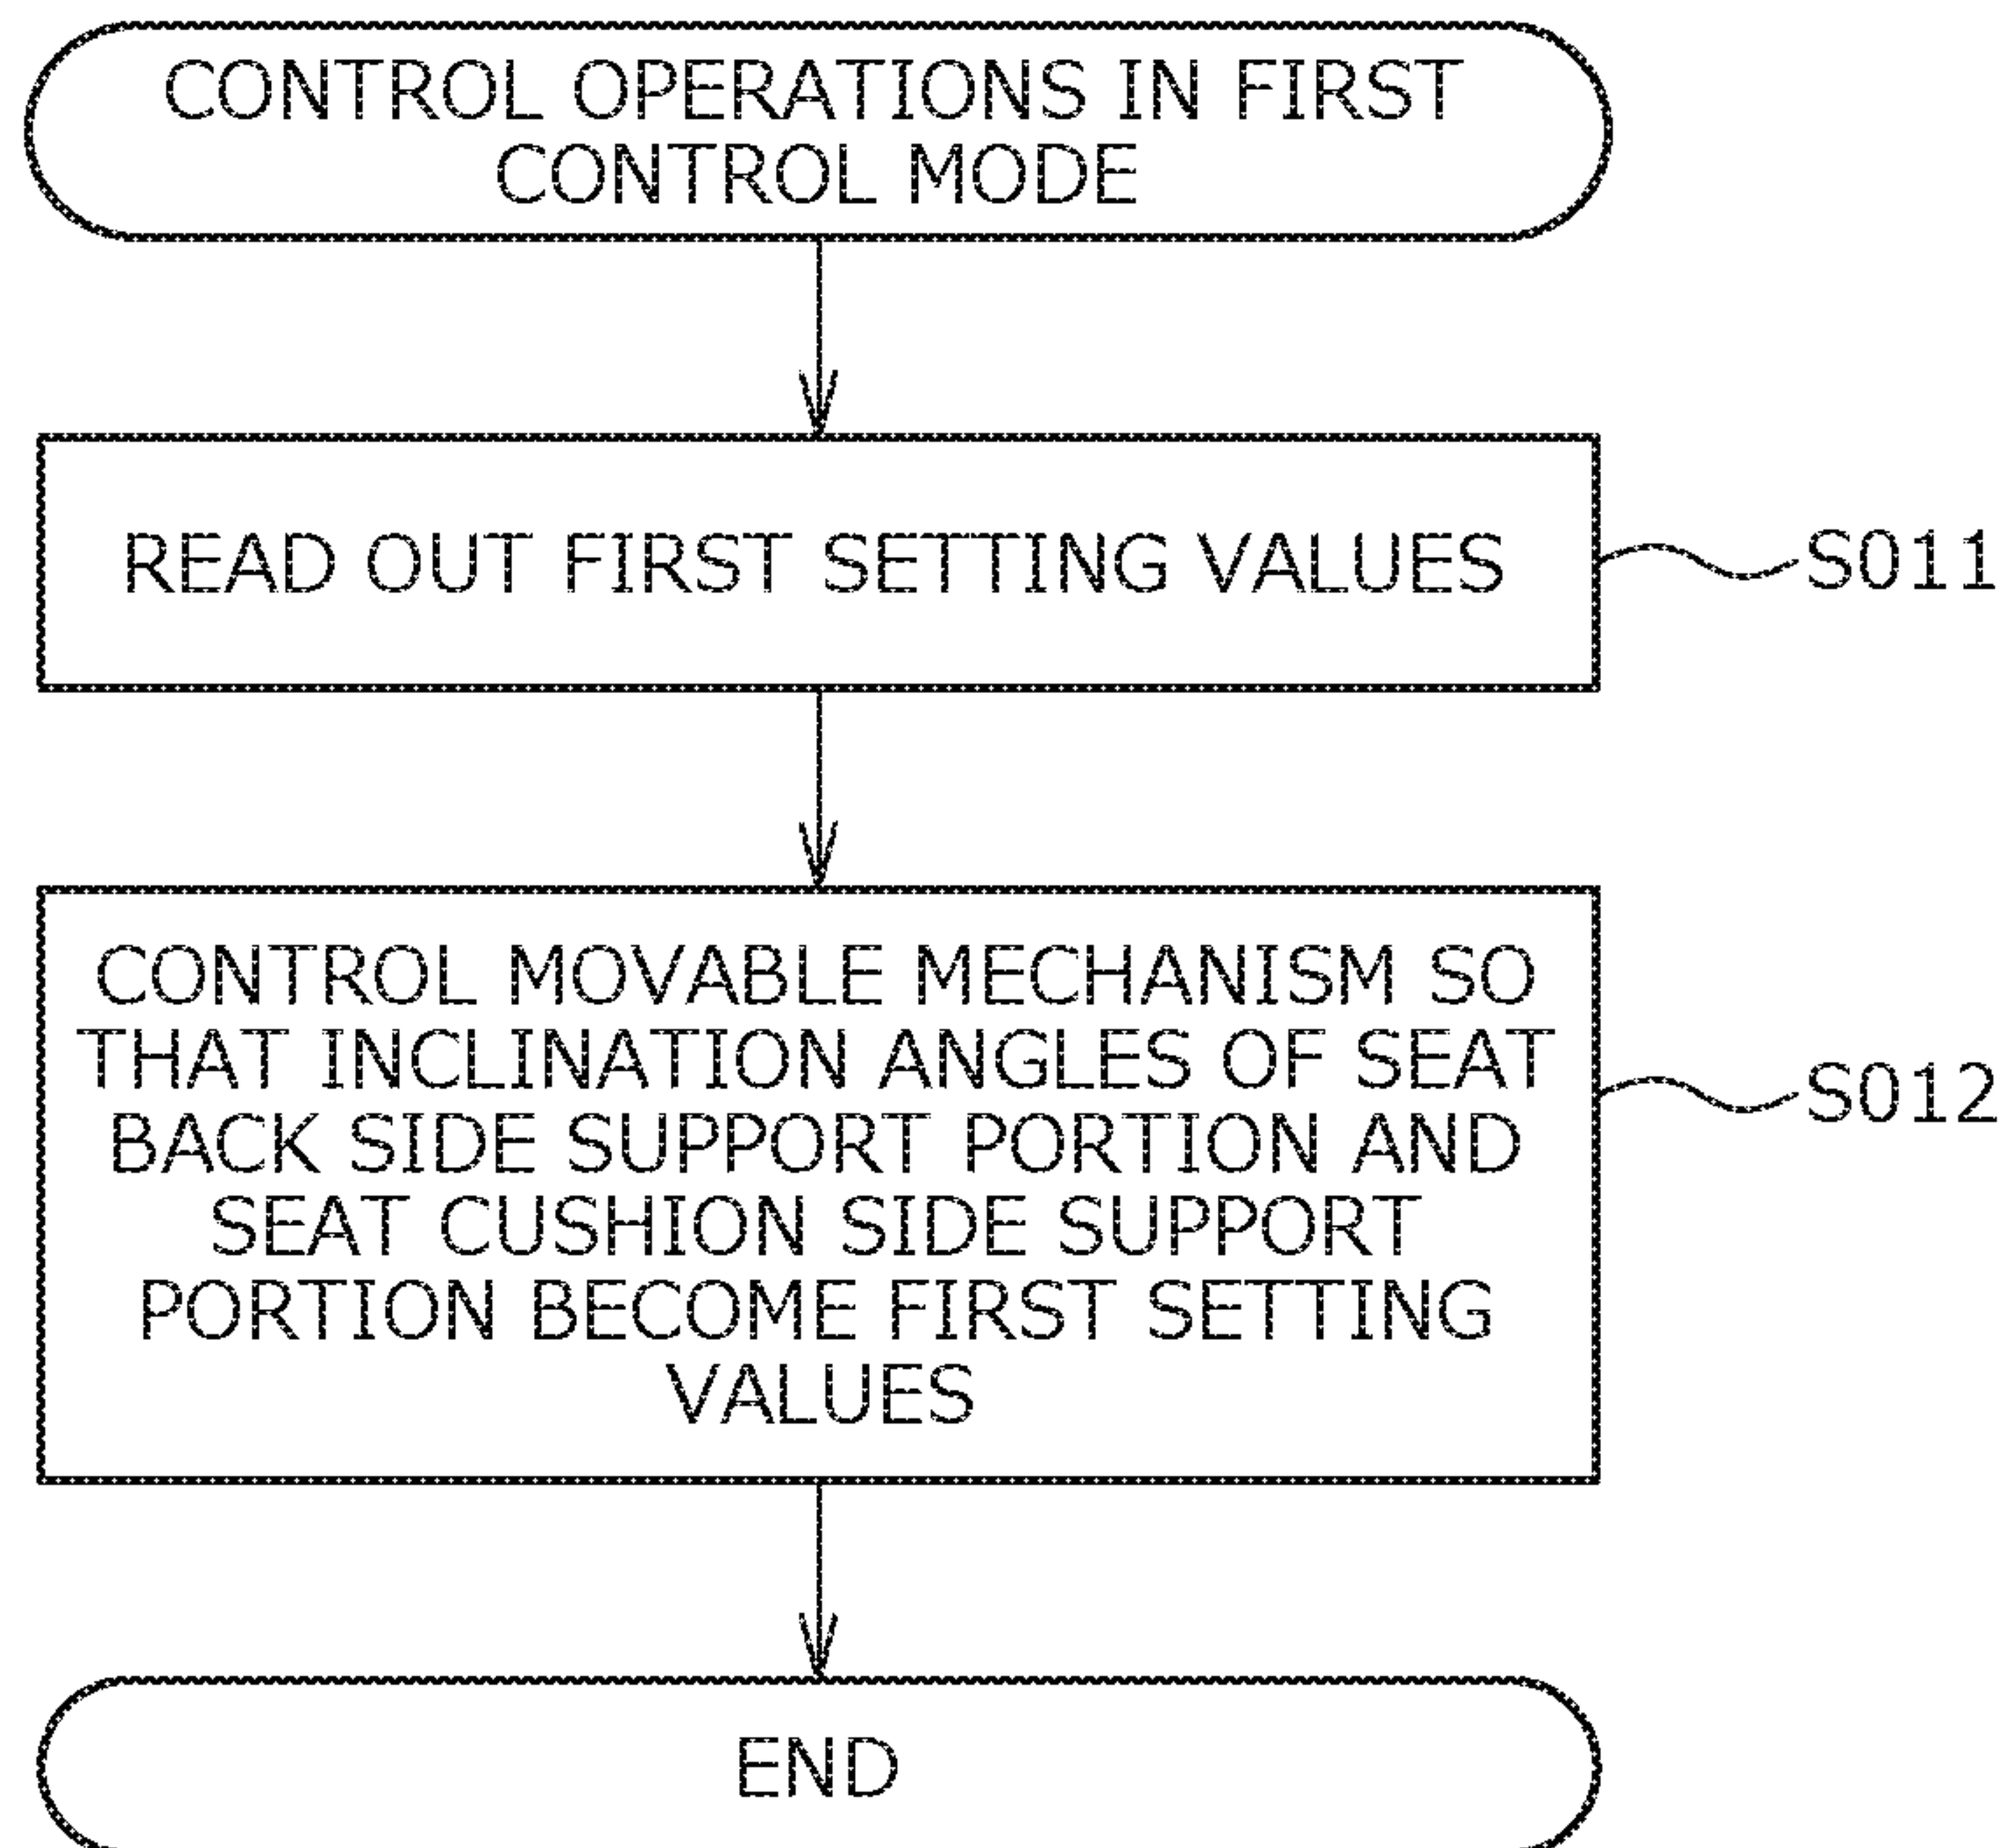 CONTROL OPERATIONS IN FIRST
CONTROL MODE
READ OUT FIRST SETTING VALUES
S011
CONTROL MOVABLE MECHANISM SO
THAT INCLINATION ANGLES OF SEAT
BACK SIDE SUPPORT PORTION AND
SEAT CUSHION SIDE SUPPORT
PORTION BECOME FIRST SETTING
VALUES
S012
END